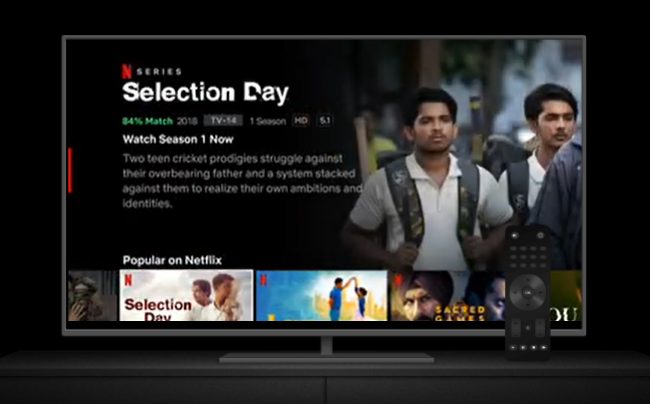 N SERIES
Selection Day
84% Match 2018 TV-14 1 Season HD 5.1
Watch Season 1 Now
Two teen cricket prodigies struggle against
their overbearing father and a system stacked
against them to realize their own ambitions and
identities.
Popular on Netflix
N
Selection
Day
N
N
SACRED
GAMES
OU